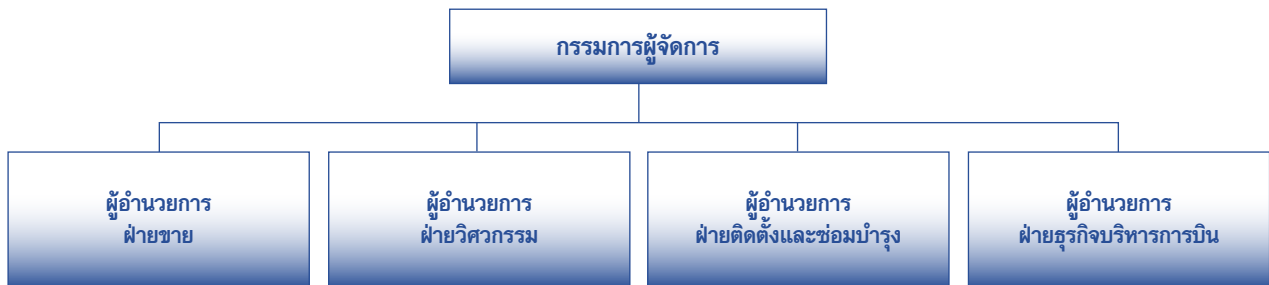 กรรมการผู้จัดการ
ผู้อำนวยการ
ฝ่ายขาย
ผู้อำนวยการ
ฝ่ายวิศวกรรม
ผู้อำนวยการ
ฝ่ายติดตั้งและซ่อมบำรุง
ผู้อำนวยการ
ฝ่ายธุรกิจบริหารการบิน